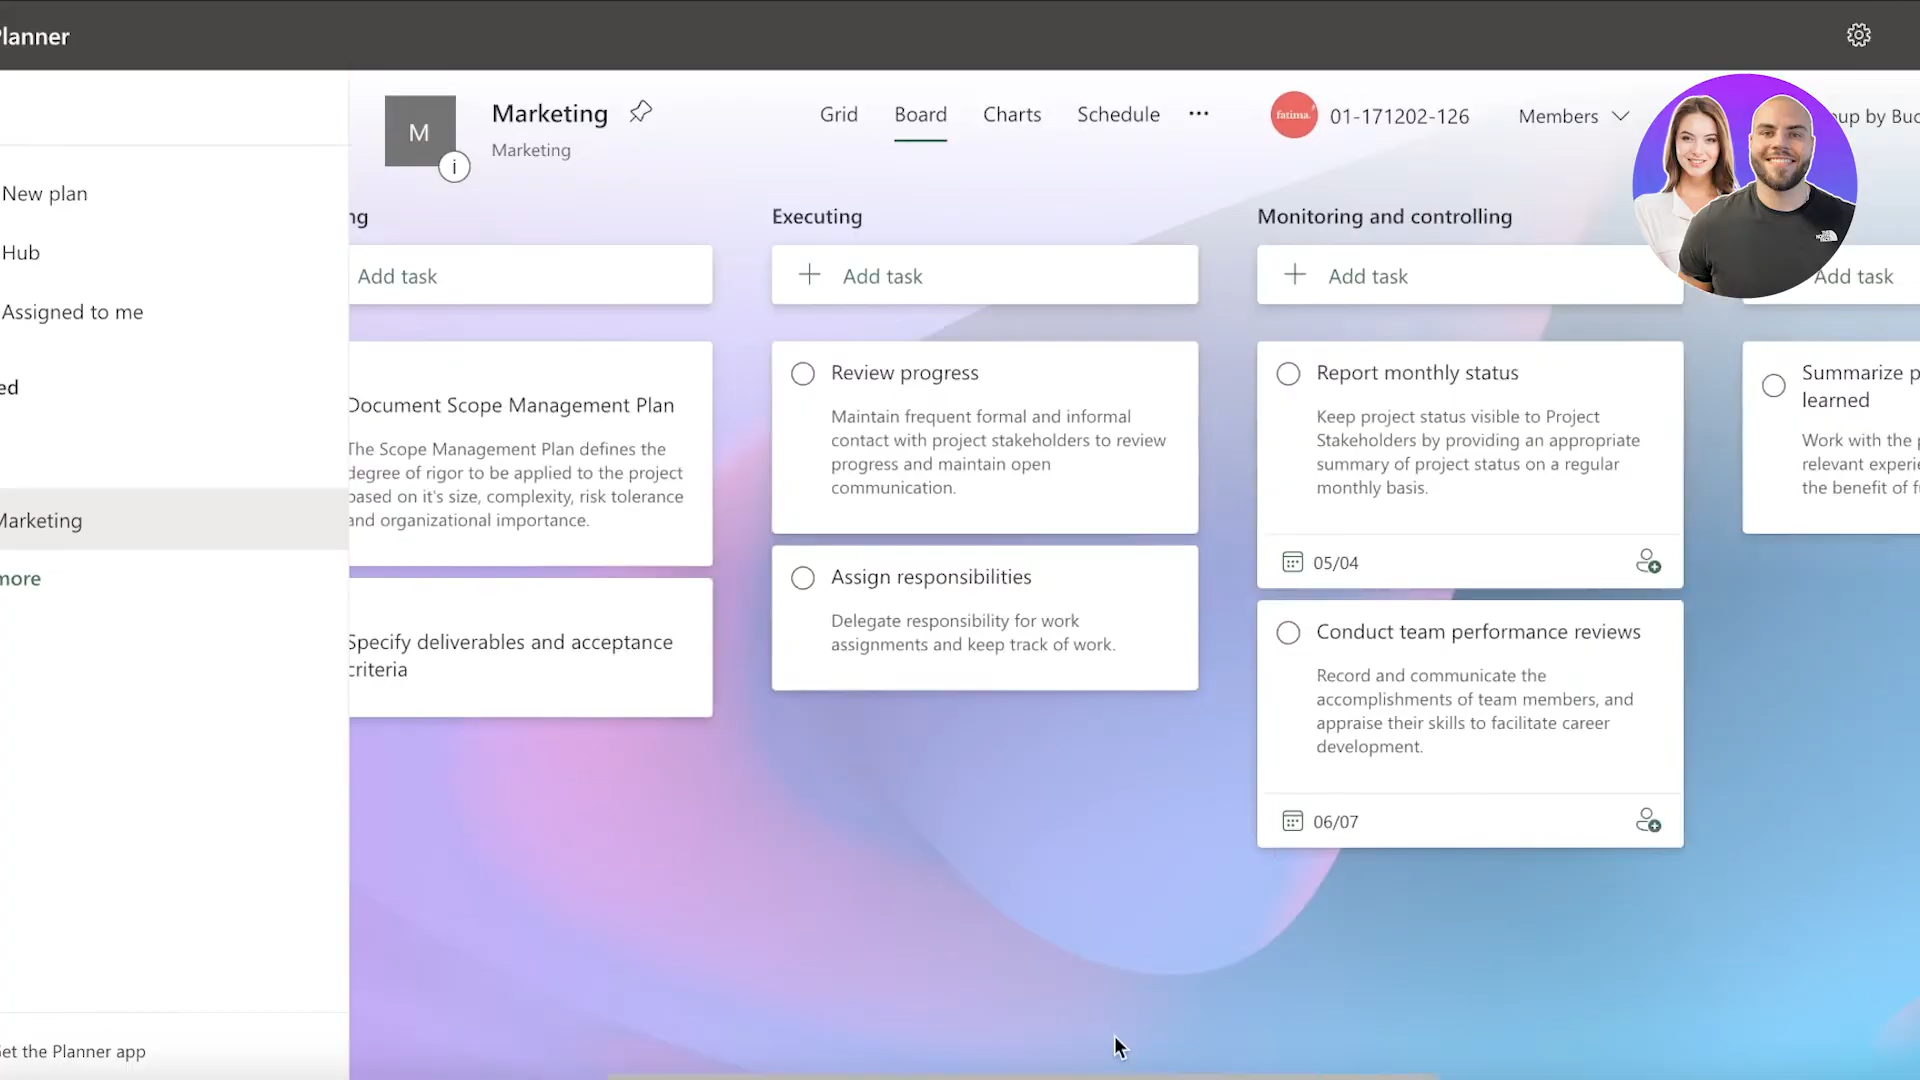 Planner
New plan
Hub
Assigned to me
Marketing
more
Get the Planner app
M
i
Marketing
Marketing
Grid
Board
Charts
Schedule
fatima.
01-171202-126
Members
Add task
Document Scope Management Plan
The Scope Management Plan defines the
degree of rigor to be applied to the project
based on it's size, complexity, risk tolerance
and organizational importance.
Specify deliverables and acceptance
criteria
Executing
Add task
Review progress
Maintain frequent formal and informal
contact with project stakeholders to review
progress and maintain open
communication.
Assign responsibilities
Delegate responsibility for work
assignments and keep track of work.
Monitoring and controlling
Add task
Report monthly status
Keep project status visible to Project
Stakeholders by providing an appropriate
summary of project status on a regular
monthly basis.
05/04
Conduct team performance reviews
Record and communicate the
accomplishments of team members, and
appraise their skills to facilitate career
development.
06/07
by
Add task
Summarize
learned
Work with the
relevant
the benefit of
THE NORTH FACE